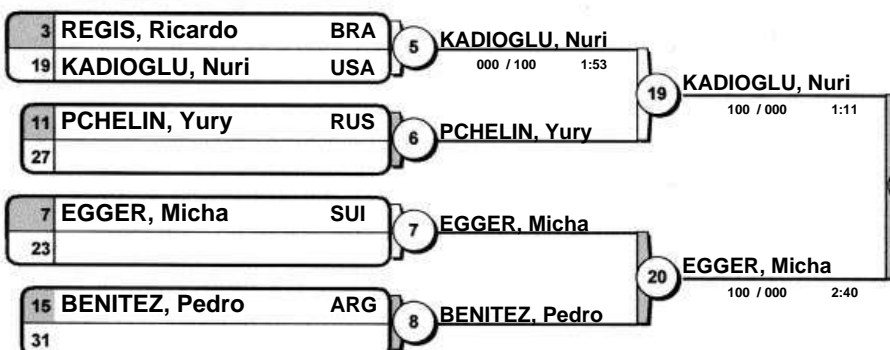 3 REGIS, Ricardo BRA
19 KADIOGLU, Nuri USA
5 KADIOGLU, Nuri
000 / 100 1:53
11 PCHELIN, Yury RUS
27
6 PCHELIN, Yury
19 KADIOGLU, Nuri
100 / 000 1:11
7 EGGER, Micha SUI
23
7 EGGER, Micha
15 BENITEZ, Pedro ARG
31
8 BENITEZ, Pedro
20 EGGER, Micha
100 / 000 2:40